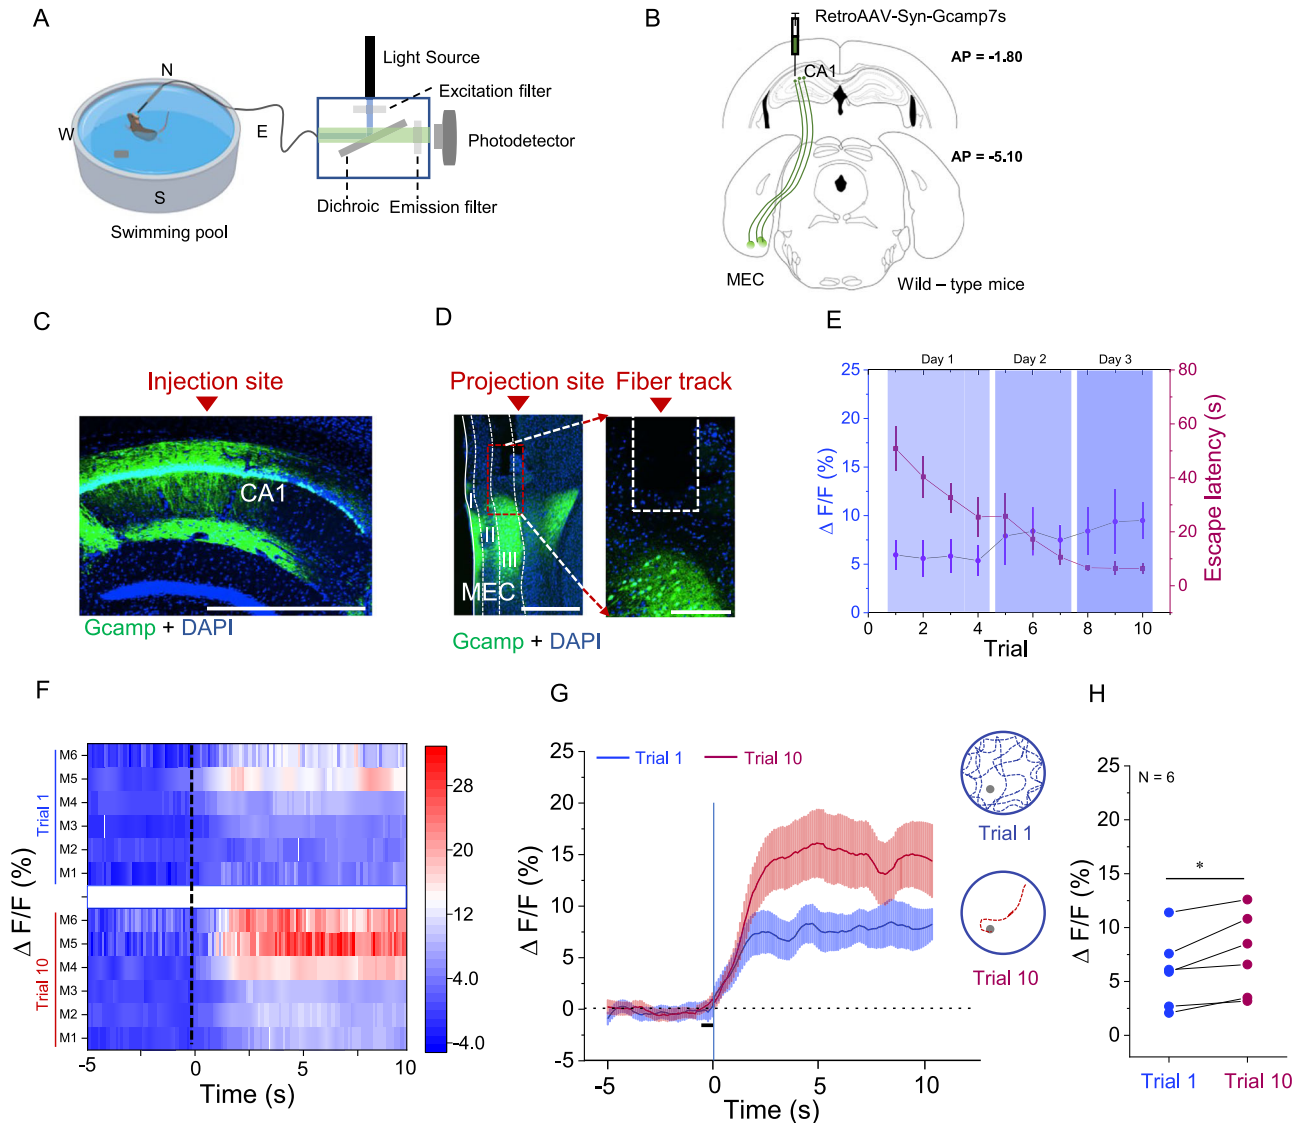 A
N
W
E
S
Swimming pool
Light Source
Excitation filter
Photodetector
Dichroic
Emission filter
B
RetroAAV-Syn-Gcamp7s
CA1
AP = -1.80
AP = -5.10
MEC
Wild – type mice
C
Injection site
CA1
Gcamp + DAPI
D
Projection site
Fiber track
I
II
III
MEC
Gcamp + DAPI
E
Day 1
Day 2
Day 3
25
20
15
10
5
0
Δ F/F (%)
80
60
40
20
0
Escape latency (s)
0
2
4
6
8
10
Trial
F
Δ F/F (%)
Trial 1
M6
M5
M4
M3
M2
M1
Trial 10
M6
M5
M4
M3
M2
M1
-5
0
5
10
Time (s)
28
20
12
4.0
-4.0
G
Trial 1
Trial 10
25
20
15
10
5
0
-5
Δ F/F (%)
-5
0
5
10
Time (s)
Trial 1
Trial 10
H
N = 6
*
25
20
15
10
5
0
Δ F/F (%)
Trial 1
Trial 10